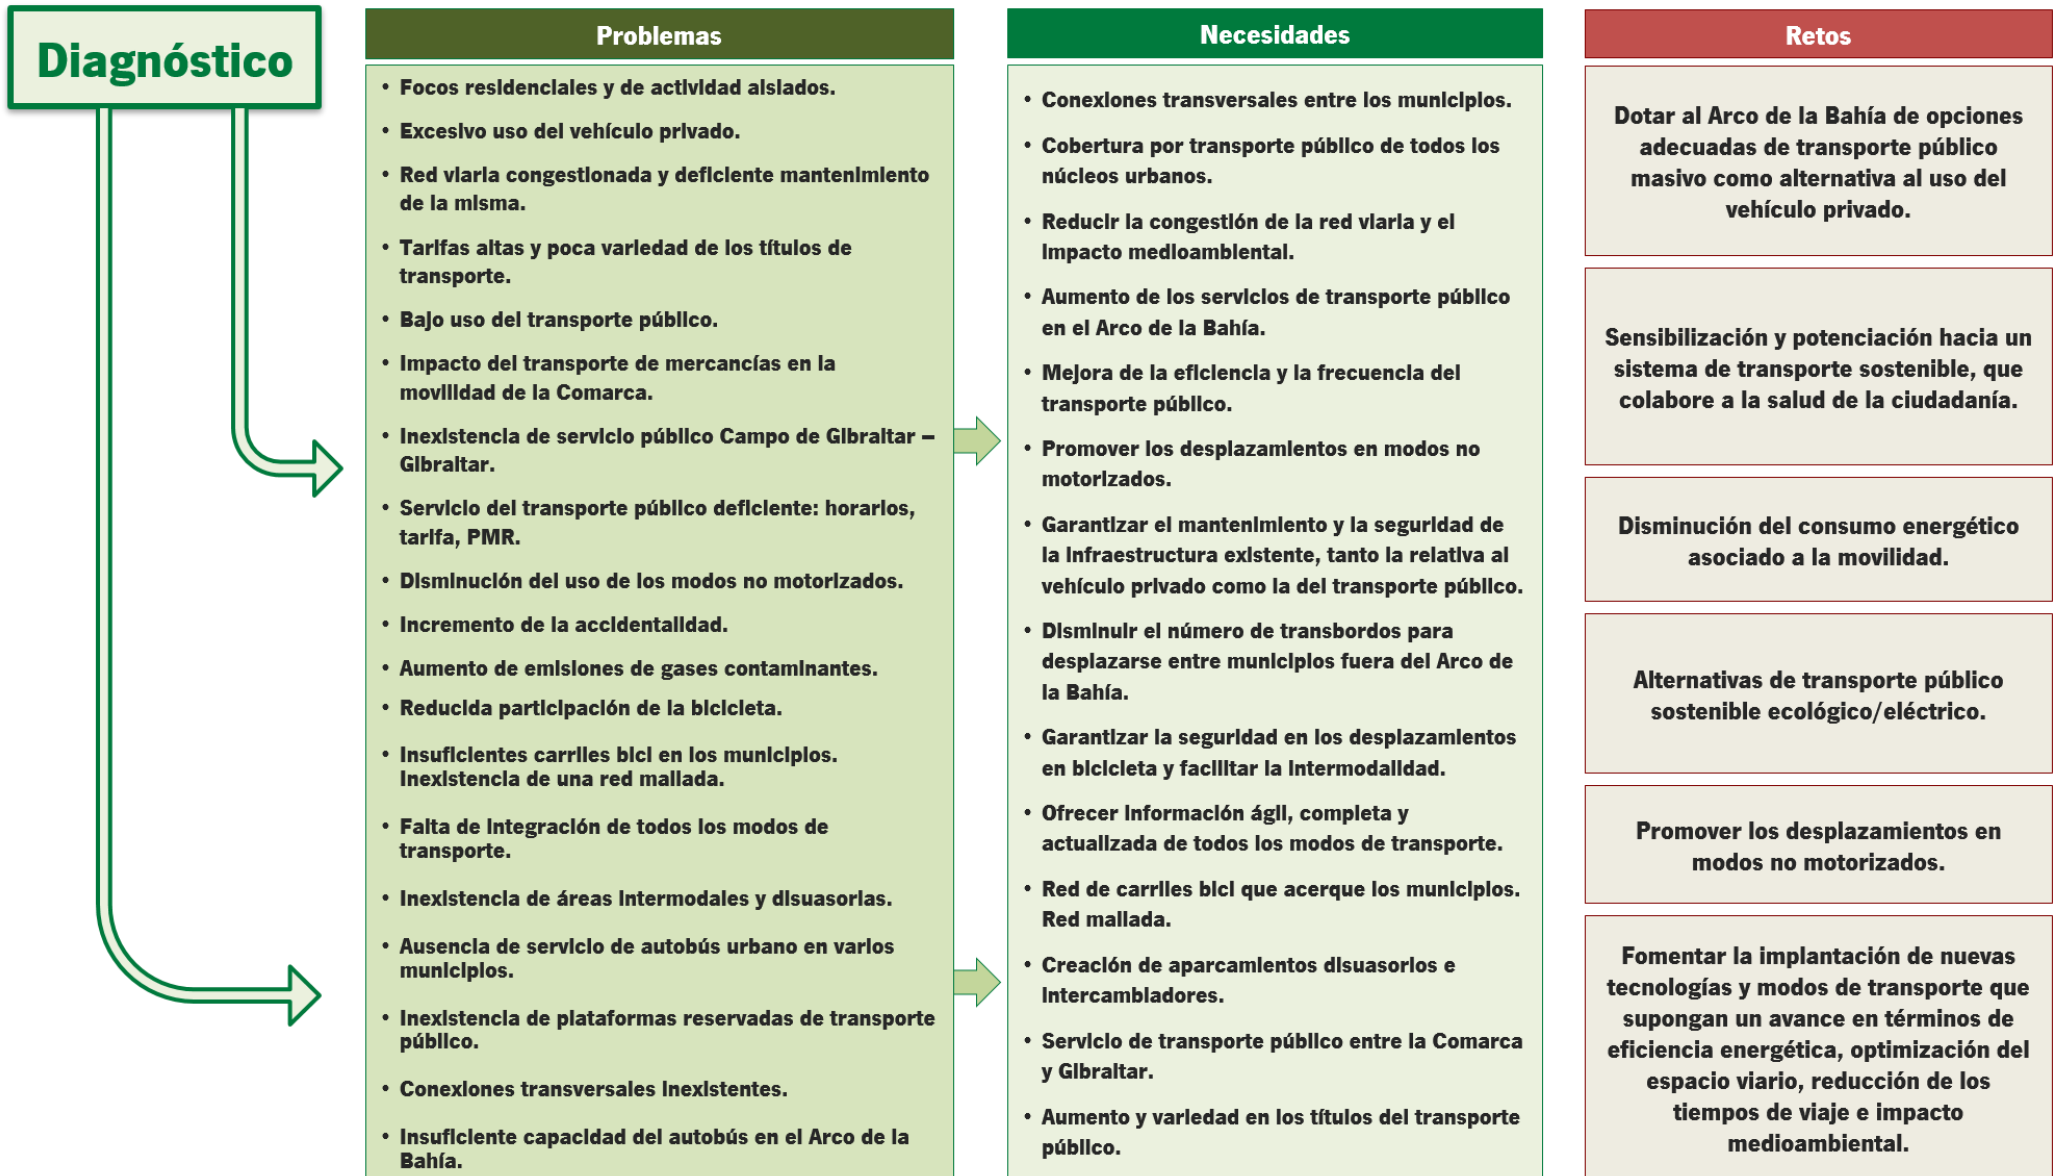 Diagnóstico
Problemas
• Focos residenciales y de actividad aislados.
• Excesivo uso del vehículo privado.
• Red viaria congestionada y deficiente mantenimiento
de la misma.
• Tarifas altas y poca variedad de los títulos de
transporte.
• Bajo uso del transporte público.
• Impacto del transporte de mercancías en la
movilidad de la Comarca.
• Inexistencia de servicio público Campo de Gibraltar –
Gibraltar.
• Servicio del transporte público deficiente: horarios,
tarifa, PMR.
• Disminución del uso de los modos no motorizados.
• Incremento de la accidentalidad.
• Aumento de emisiones de gases contaminantes.
• Reducida participación de la bicicleta.
• Insuficientes carriles bici en los municipios.
Inexistencia de una red mallada.
• Falta de integración de todos los modos de
transporte.
• Inexistencia de áreas intermodales y disuasorias.
• Ausencia de servicio de autobús urbano en varios
municipios.
• Inexistencia de plataformas reservadas de transporte
público.
• Conexiones transversales inexistentes.
• Insuficiente capacidad del autobús en el Arco de la
Bahía.
Necesidades
• Conexiones transversales entre los municipios.
• Cobertura por transporte público de todos los
núcleos urbanos.
• Reducir la congestión de la red viaria y el
impacto medioambiental.
• Aumento de los servicios de transporte público
en el Arco de la Bahía.
• Mejora de la eficiencia y la frecuencia del
transporte público.
• Promover los desplazamientos en modos no
motorizados.
• Garantizar el mantenimiento y la seguridad de
la infraestructura existente, tanto la relativa al
vehículo privado como la del transporte público.
• Disminuir el número de transbordos para
desplazarse entre municipios fuera del Arco de
la Bahía.
• Garantizar la seguridad en los desplazamientos
en bicicleta y facilitar la intermodalidad.
• Ofrecer información ágil, completa y
actualizada de todos los modos de transporte.
• Red de carriles bici que acerque los municipios.
Red mallada.
• Creación de aparcamientos disuasorios e
intercambiadores.
• Servicio de transporte público entre la Comarca
y Gibraltar.
• Aumento y variedad en los títulos del transporte
público.
Retos
Dotar al Arco de la Bahía de opciones
adecuadas de transporte público
masivo como alternativa al uso del
vehículo privado.
Sensibilización y potenciación hacia un
sistema de transporte sostenible, que
colabore a la salud de la ciudadanía.
Disminución del consumo energético
asociado a la movilidad.
Alternativas de transporte público
sostenible ecológico/eléctrico.
Promover los desplazamientos en
modos no motorizados.
Fomentar la implantación de nuevas
tecnologías y modos de transporte que
supongan un avance en términos de
eficiencia energética, optimización del
espacio viario, reducción de los
tiempos de viaje e impacto
medioambiental.